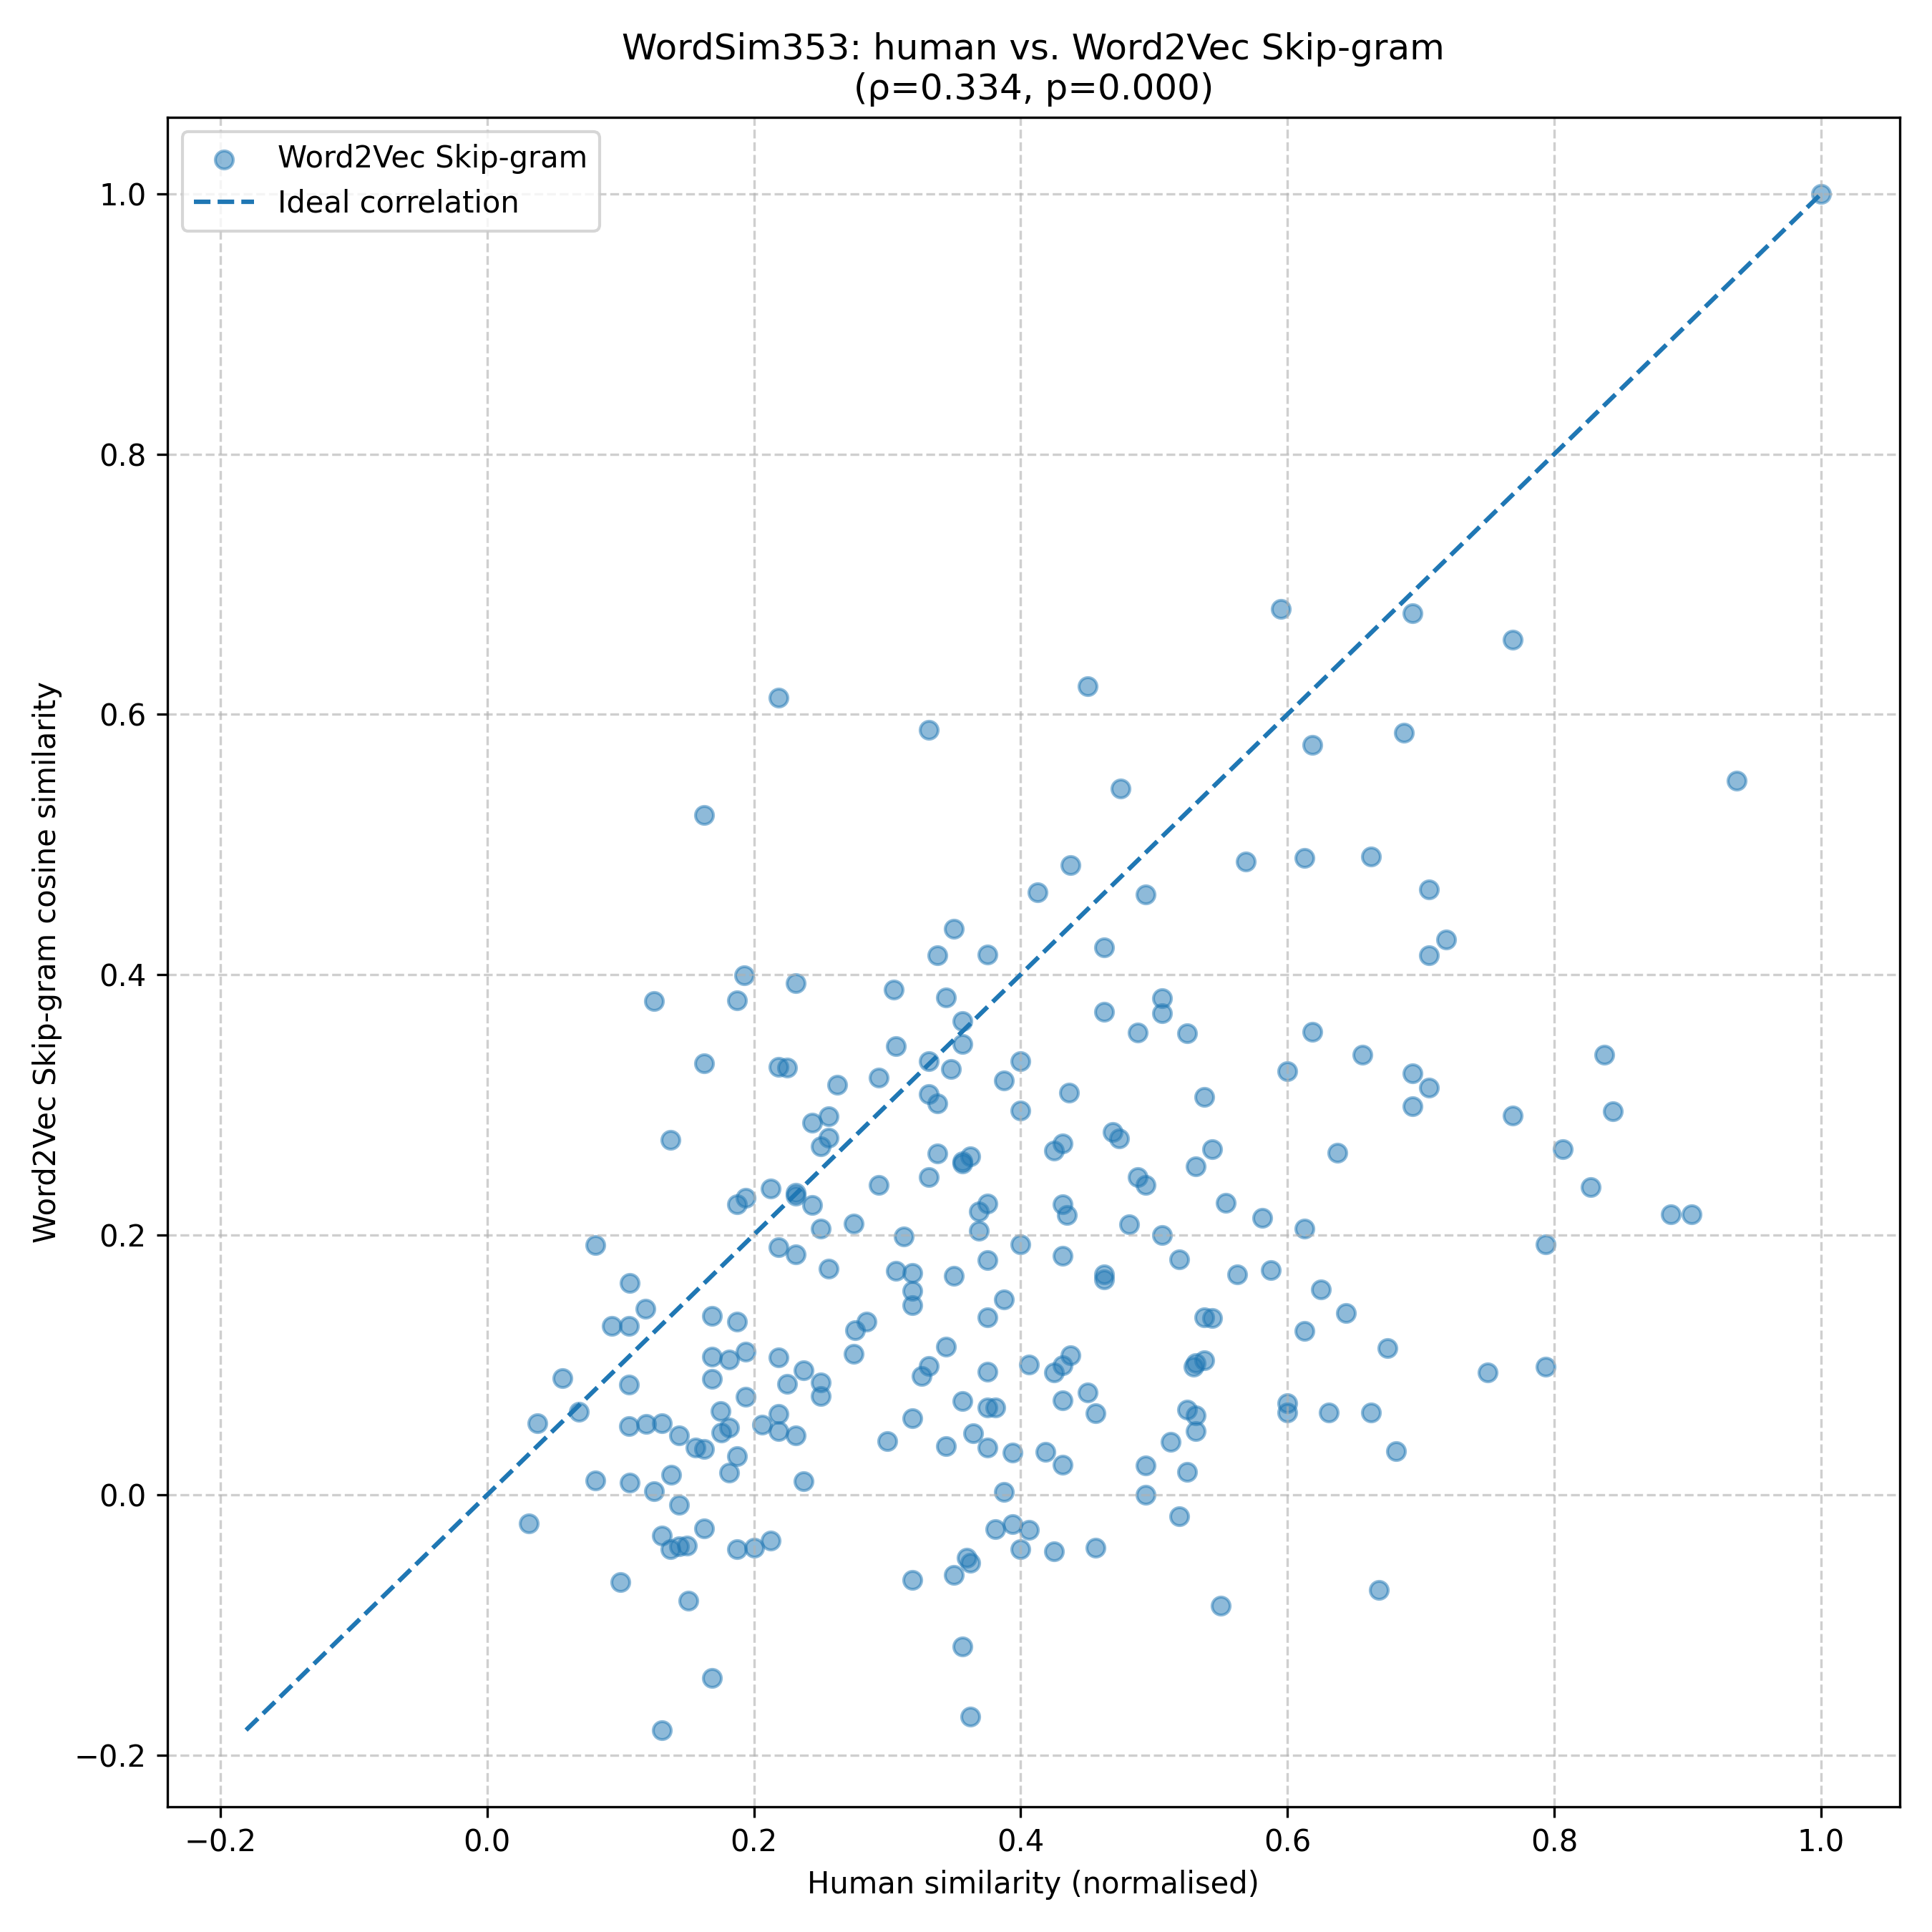 WordSim353: human vs. Word2Vec Skip-gram
(ρ=0.334, p=0.000)
Word2Vec Skip-gram
Ideal correlation
Word2Vec Skip-gram cosine similarity
1.0
0.8
0.6
0.4
0.2
0.0
−0.2
−0.2 0.0 0.2 0.4 0.6 0.8 1.0
Human similarity (normalised)